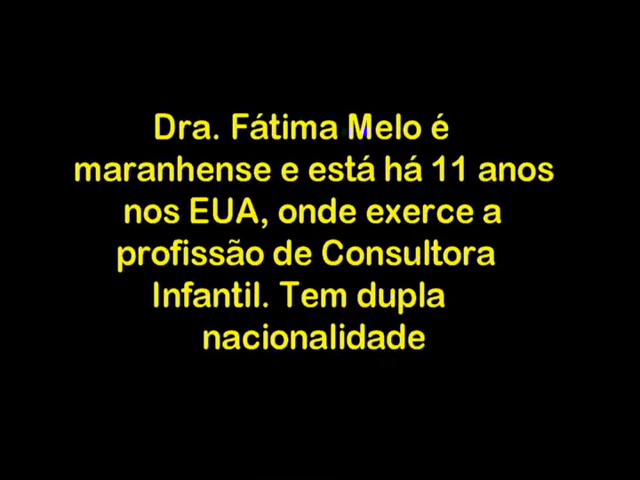 Dra. Fátima Melo é
maranhense e está há 11 anos
nos EUA, onde exerce a
profissão de Consultora
Infantil. Tem dupla
nacionalidade